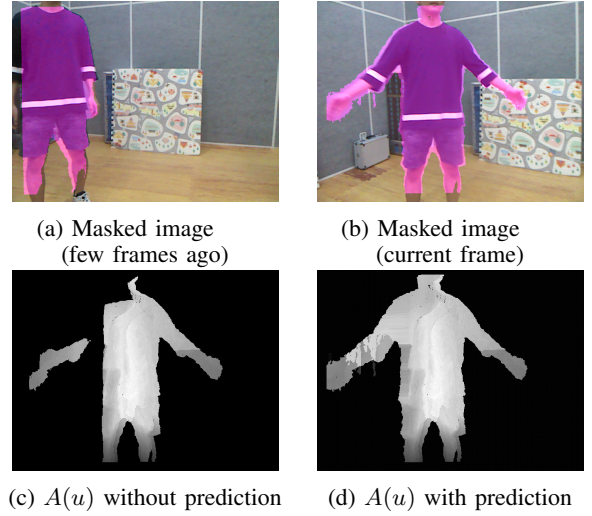 (a) Masked image
(few frames ago)
(b) Masked image
(current frame)
(c) A(u) without prediction
(d) A(u) with prediction